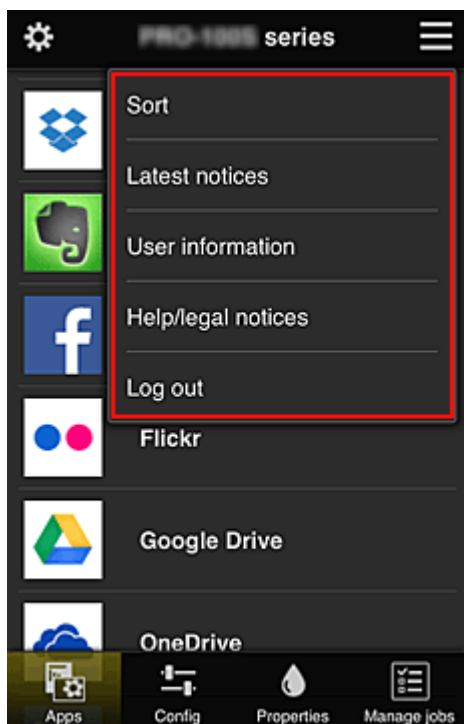 series
Sort
Latest notices
User information
Help/legal notices
Log out
Flickr
Google Drive
OneDrive
Apps
Config
Properties
Manage jobs